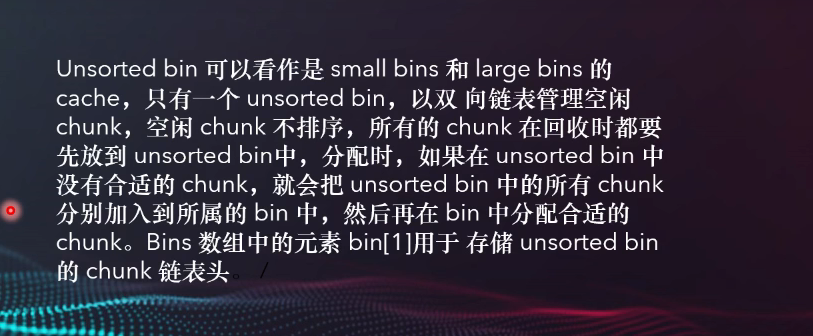 Unsorted bin 可以看作是 small bins 和 large bins 的
cache，只有一个 unsorted bin，以双 向链表管理空闲
chunk，空闲 chunk 不排序，所有的 chunk 在回收时都要
先放到 unsorted bin中，分配时，如果在 unsorted bin 中
没有合适的 chunk，就会把 unsorted bin 中的所有 chunk
分别加入到所属的 bin 中，然后再在 bin 中分配合适的
chunk。Bins 数组中的元素 bin[1]用于 存储 unsorted bin
的 chunk 链表头。 /